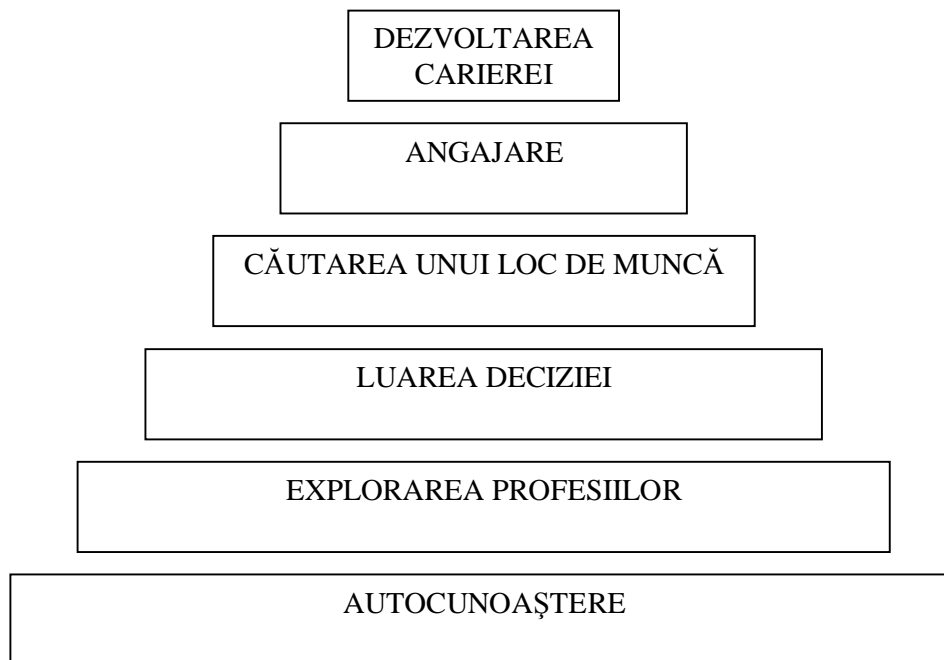 DEZVOLTAREA
CARIEREI
ANGAJARE
CĂUTAREA UNUI LOC DE MUNCĂ
LUAREA DECIZIEI
EXPLORAREA PROFESIILOR
AUTOCUNOAŞTERE